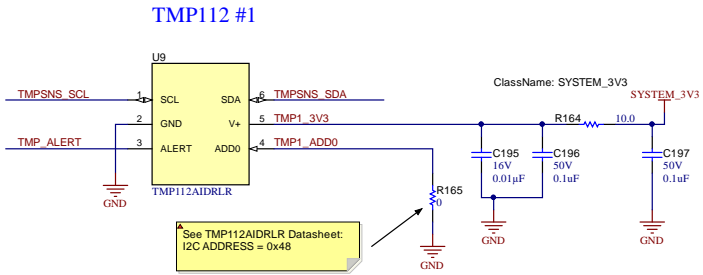 TMP112 #1
U9
TMPSNS_SCL 1 SCL SDA 6 TMPSNS_SDA
2 GND V+ 5 TMP1_3V3
TMP_ALERT 3 ALERT ADD0 4 TMP1_ADD0
TMP112AIDRLR
GND
ClassName: SYSTEM_3V3
SYSTEM_3V3
R164 10.0
C195
16V
0.01µF
C196
50V
0.1uF
C197
50V
0.1uF
R165
0
GND
GND
GND
See TMP112AIDRLR Datasheet:
I2C ADDRESS = 0x48